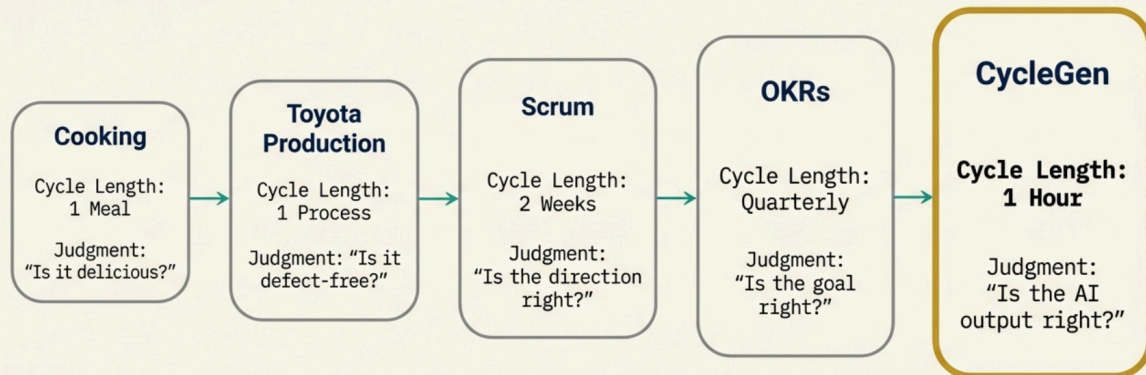 Cooking
Cycle Length:
1 Meal
Judgment:
“Is it delicious?”
Toyota
Production
Cycle Length:
1 Process
Judgment: “Is it
defect-free?”
Scrum
Cycle Length:
2 Weeks
Judgment:
“Is the direction
right?”
OKRs
Cycle Length:
Quarterly
Judgment:
“Is the goal
right?”
CycleGen
Cycle Length:
1 Hour
Judgment:
“Is the AI
output right?”